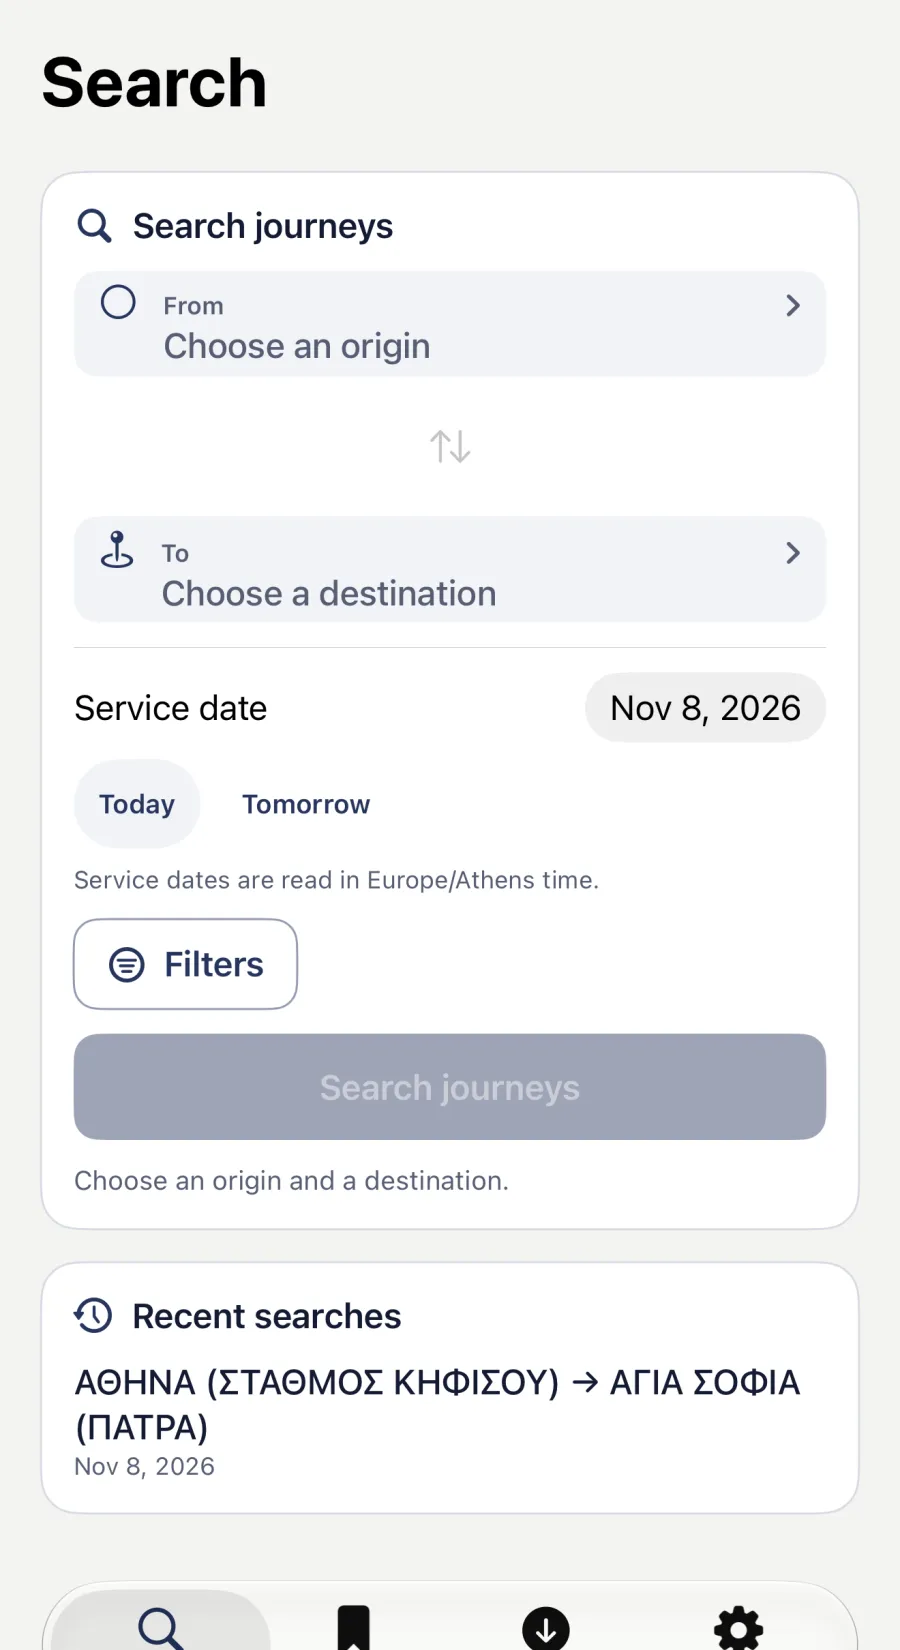 Search
Search journeys
From
Choose an origin
To
Choose a destination
Service date
Nov 8, 2026
Today
Tomorrow
Service dates are read in Europe/Athens time.
Filters
Search journeys
Choose an origin and a destination.
Recent searches
ΑΘΗΝΑ (ΣΤΑΘΜΟΣ ΚΗΦΙΣΟΥ) → ΑΓΙΑ ΣΟΦΙΑ
(ΠΑΤΡΑ)
Nov 8, 2026